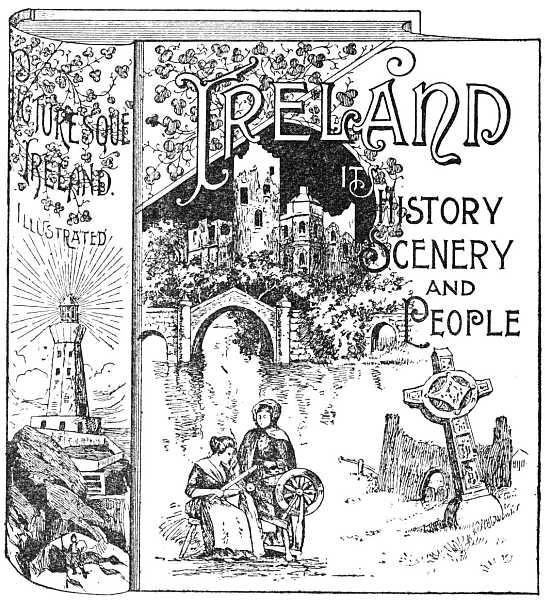 PICTURESQUE
IRELAND.
ILLUSTRATED
IRELAND
ITS
HISTORY
SCENERY
AND
PEOPLE